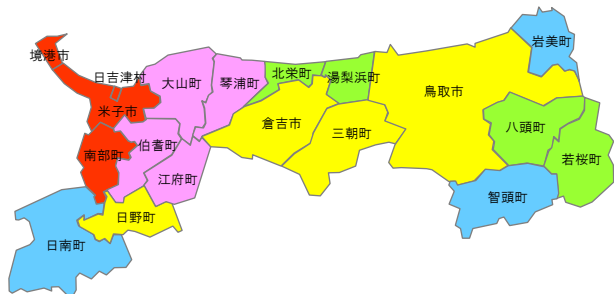 岩美町
境港市
日吉津村
大山町
琴浦町
北栄町
湯梨浜町
鳥取市
米子市
倉吉市
三朝町
八頭町
南部町
伯耆町
若桜町
江府町
智頭町
日野町
日南町